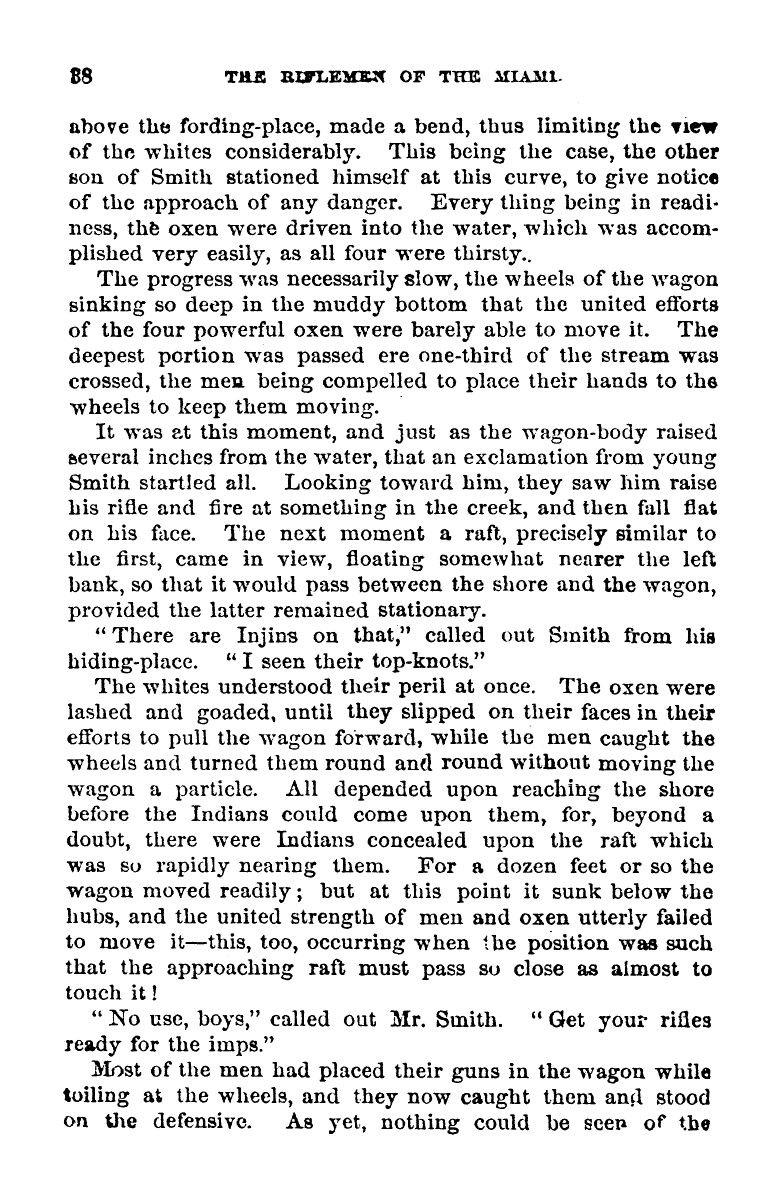 88 THE RIFLEMEN OF THE MIAMI.
above the fording-place, made a bend, thus limiting the view
of the whites considerably. This being the case, the other
son of Smith stationed himself at this curve, to give notice
of the approach of any danger. Every thing being in readi-
ness, the oxen were driven into the water, which was accom-
plished very easily, as all four were thirsty..
The progress was necessarily slow, the wheels of the wagon
sinking so deep in the muddy bottom that the united efforts
of the four powerful oxen were barely able to move it. The
deepest portion was passed ere one-third of the stream was
crossed, the men being compelled to place their hands to the
wheels to keep them moving.
It was at this moment, and just as the wagon-body raised
several inches from the water, that an exclamation from young
Smith startled all. Looking toward him, they saw him raise
his rifle and fire at something in the creek, and then fall flat
on his face. The next moment a raft, precisely similar to
the first, came in view, floating somewhat nearer the left
bank, so that it would pass between the shore and the wagon,
provided the latter remained stationary.
"There are Injins on that," called out Smith from his
hiding-place. "I seen their top-knots."
The whites understood their peril at once. The oxen were
lashed and goaded, until they slipped on their faces in their
efforts to pull the wagon forward, while the men caught the
wheels and turned them round and round without moving the
wagon a particle. All depended upon reaching the shore
before the Indians could come upon them, for, beyond a
doubt, there were Indians concealed upon the raft which
was so rapidly nearing them. For a dozen feet or so the
wagon moved readily; but at this point it sunk below the
hubs, and the united strength of men and oxen utterly failed
to move it—this, too, occurring when the position was such
that the approaching raft must pass so close as almost to
touch it!
"No use, boys," called out Mr. Smith. "Get your rifles
ready for the imps."
Most of the men had placed their guns in the wagon while
toiling at the wheels, and they now caught them and stood
on the defensive. As yet, nothing could be seen of the